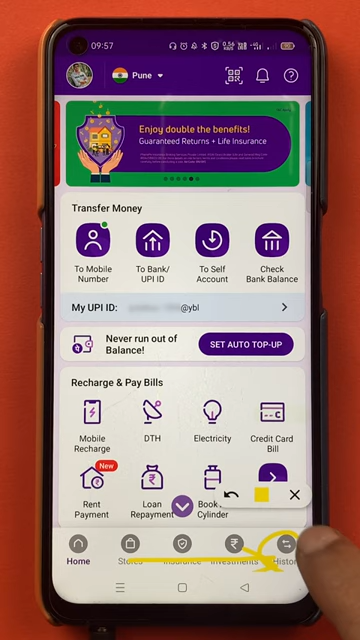 09:57
Pune
Enjoy double the benefits!
Guaranteed Returns + Life Insurance
Transfer Money
To Mobile Number
To Bank/ UPI ID
To Self Account
Check Bank Balance
My UPI ID:
@ybl
Never run out of Balance!
SET AUTO TOP-UP
Recharge & Pay Bills
Mobile Recharge
DTH
Electricity
Credit Card Bill
New
Rent Payment
Loan Repayment
Book Cylinder
Home
Stores
Insurance
Investments
Histor